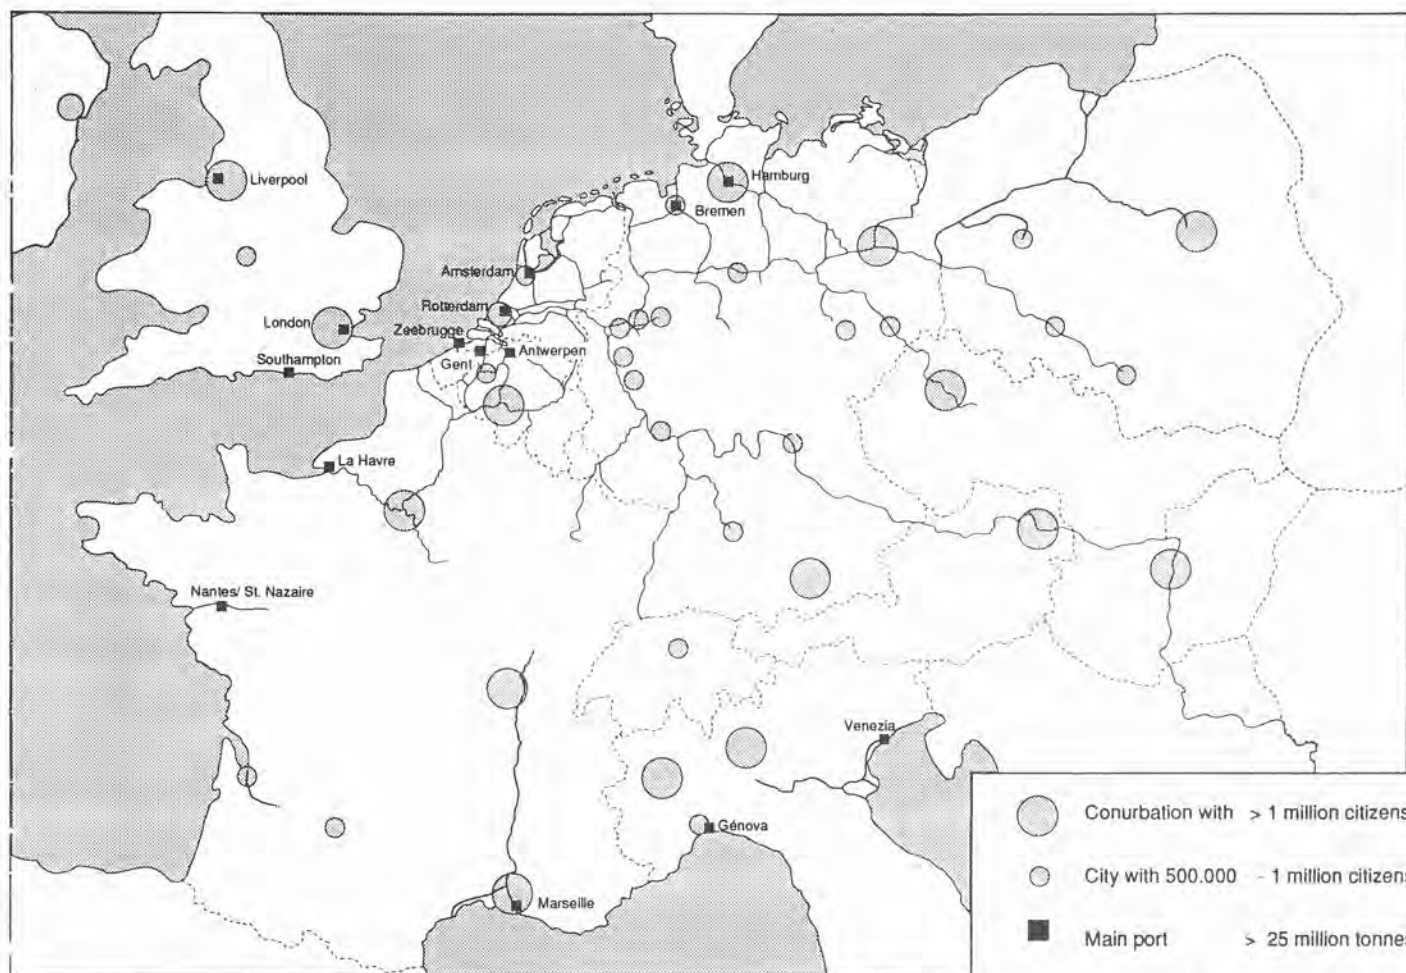 Liverpool
Hamburg
Bremen
Amsterdam
Rotterdam
London
Zeebrugge
Antwerpen
Southampton
Gent
La Havre
Nantes/ St. Nazaire
Venezia
Génova
Marseille
Conurbation with > 1 million citizens
City with 500.000 - 1 million citizens
Main port > 25 million tonnes